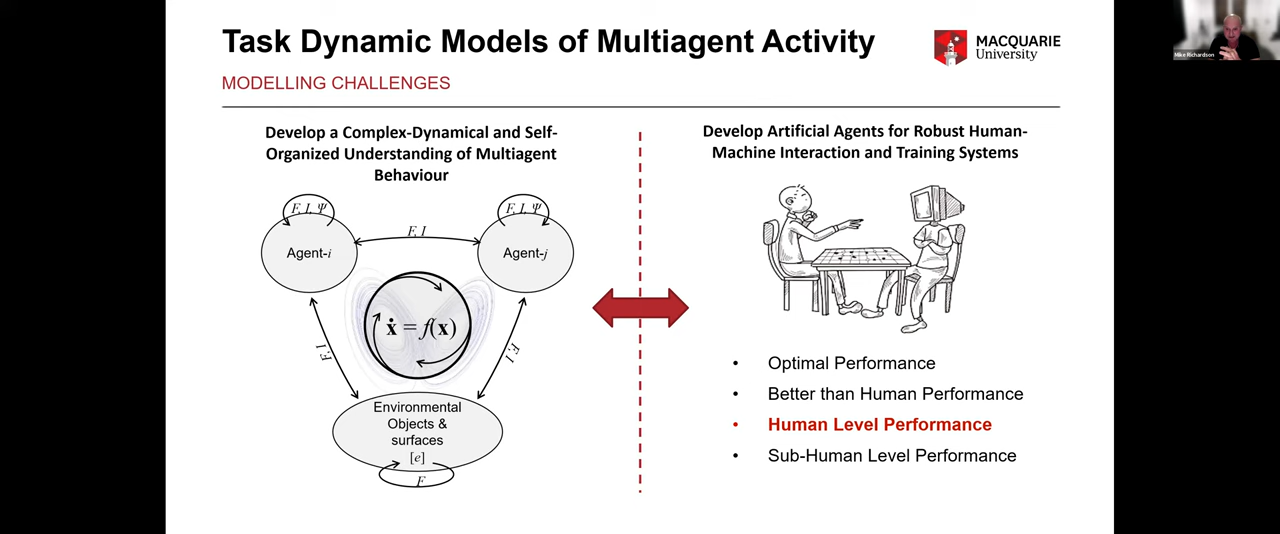 Task Dynamic Models of Multiagent Activity
MACQUARIE
University
Mike Richardson
MODELLING CHALLENGES
Develop a Complex-Dynamical and Self-
Organized Understanding of Multiagent
Behaviour
F, I, Ψ
F, I, Ψ
F, I
Agent-i
Agent-j
ẋ = f(x)
F, I
F, I
Environmental
Objects &
surfaces
[e]
F
Develop Artificial Agents for Robust Human-
Machine Interaction and Training Systems
• Optimal Performance
• Better than Human Performance
• Human Level Performance
• Sub-Human Level Performance